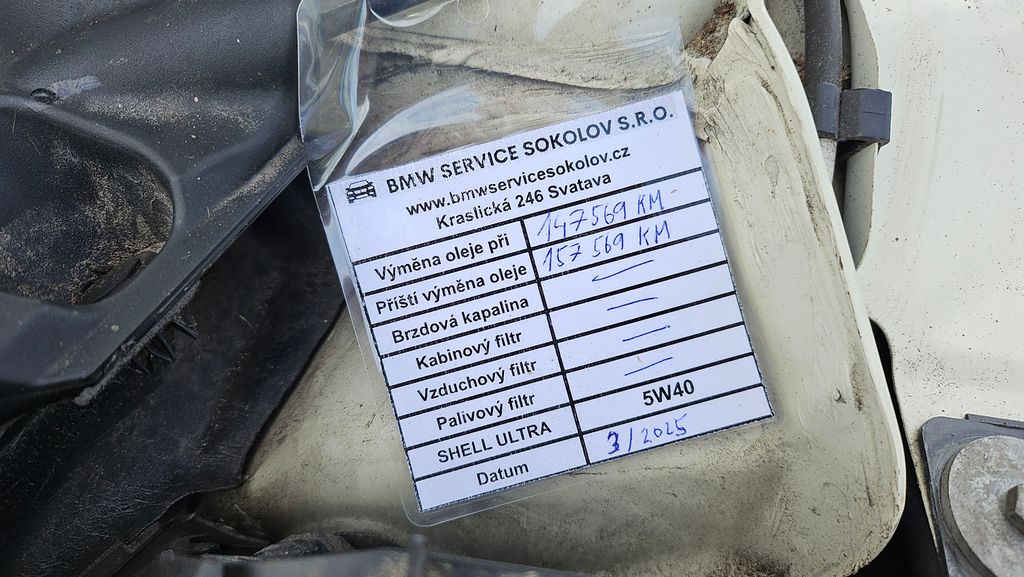 BMW SERVICE SOKOLOV S.R.O.
www.bmwservicesokolov.cz
Kraslická 246 Svatava
Výměna oleje při 147569 KM
Příští výměna oleje 157569 KM
Brzdová kapalina —
Kabinový filtr —
Vzduchový filtr —
Palivový filtr —
SHELL ULTRA 5W40
Datum 3/2025